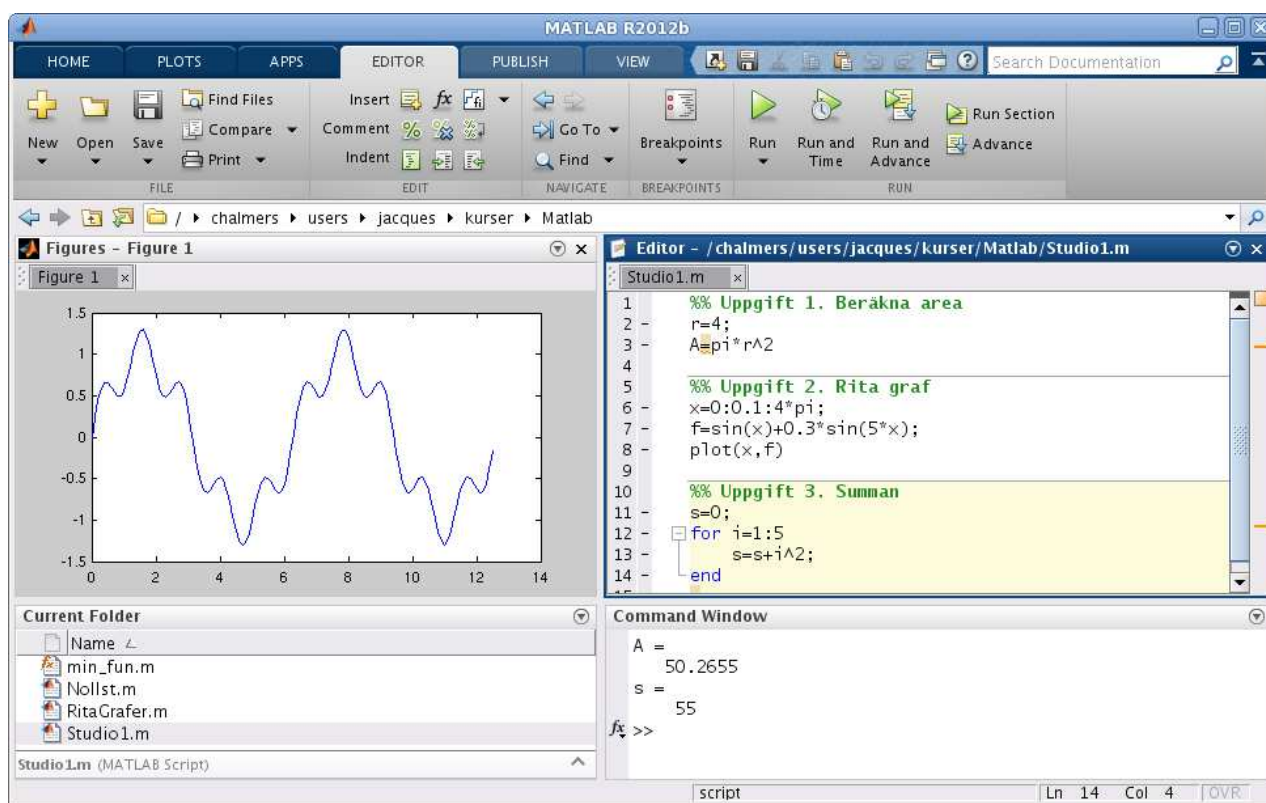 MATLAB R2012b
HOME PLOTS APPS EDITOR PUBLISH VIEW Search Documentation
New Open Save Find Files Compare Print
FILE
Insert fx
Comment
Indent
EDIT
Go To
Find
NAVIGATE
Breakpoints
BREAKPOINTS
Run Run and Time Run and Advance Run Section Advance
RUN
/ chalmers users jacques kurser Matlab
Figures - Figure 1
Figure 1
1.5
1
0.5
0
-0.5
-1
-1.5
0 2 4 6 8 10 12 14
Editor - /chalmers/users/jacques/kurser/Matlab/Studio1.m
Studio1.m
1 %% Uppgift 1. Beräkna area
2 - r=4;
3 - A=pi*r^2
4
5 %% Uppgift 2. Rita graf
6 - x=0:0.1:4*pi;
7 - f=sin(x)+0.3*sin(5*x);
8 - plot(x,f)
9
10 %% Uppgift 3. Summan
11 - s=0;
12 - for i=1:5
13 - s=s+i^2;
14 - end
Current Folder
Name
min_fun.m
Nollst.m
RitaGrafer.m
Studio1.m
Studio1.m (MATLAB Script)
Command Window
A =
50.2655
s =
55
fx >>
script Ln 14 Col 4 OVR